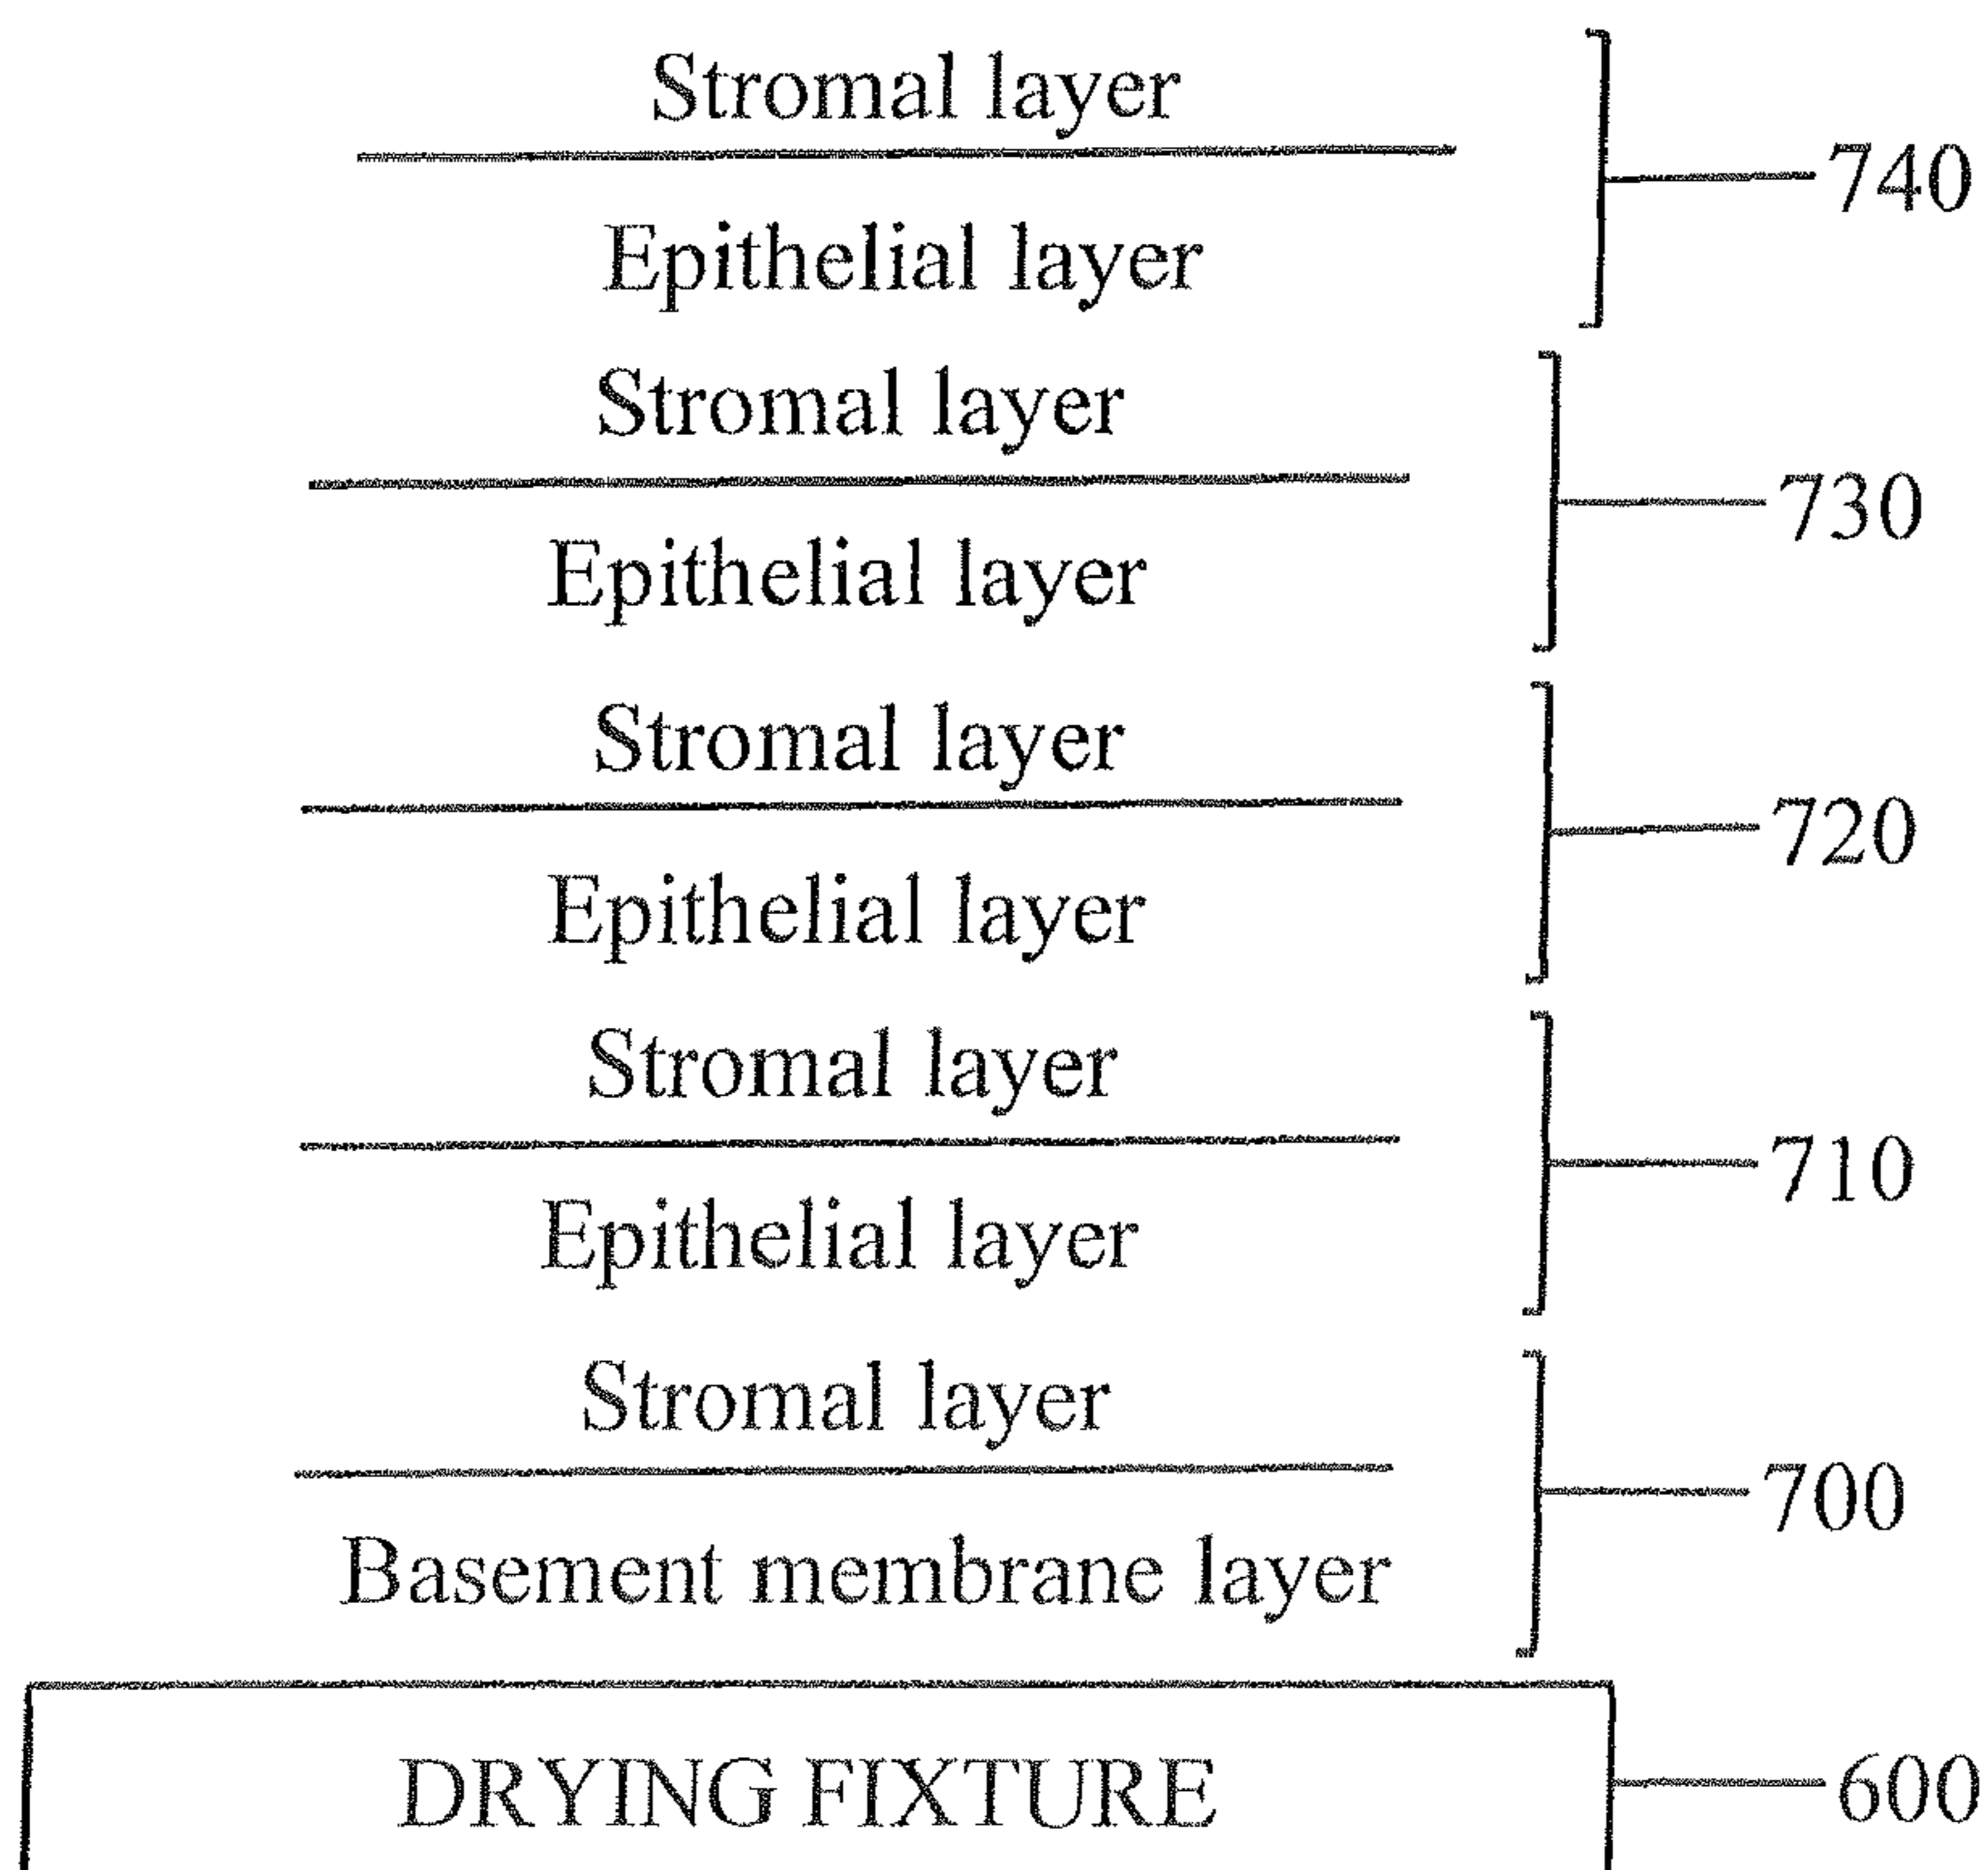 Stromal layer
740
Epithelial layer
Stromal layer
730
Epithelial layer
Stromal layer
720
Epithelial layer
Stromal layer
710
Epithelial layer
Stromal layer
700
Basement membrane layer
DRYING FIXTURE
600